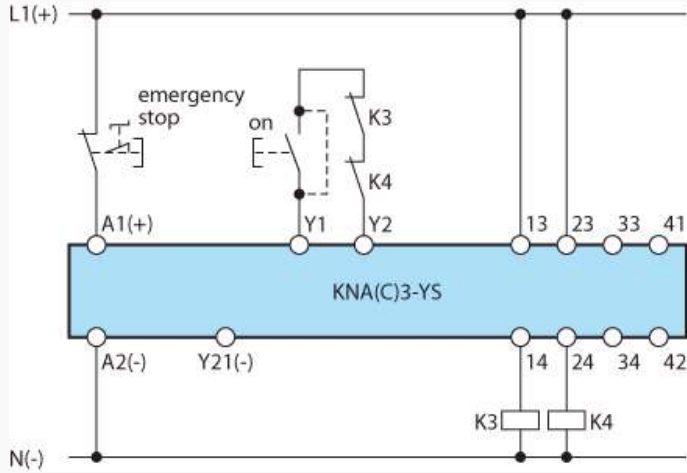 L1(+)
emergency
stop
on
K3
K4
A1(+)
Y1
Y2
13
23
33
41
KNA(C)3-YS
A2(-)
Y21(-)
14
24
34
42
K3
K4
N(-)